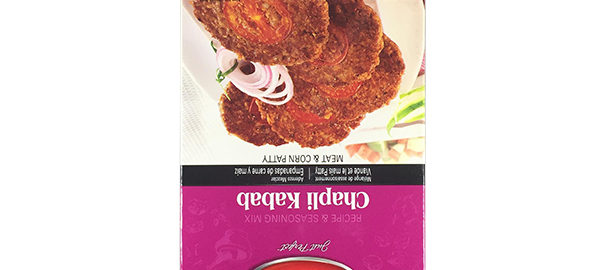 Just Perfect
RECIPE & SEASONING MIX
Chapli Kabab
Mélange de assaisonnement
Viande et le maïs Patty
Aderezo Mezclar
Empanadas de carne y maiz
MEAT & CORN PATTY